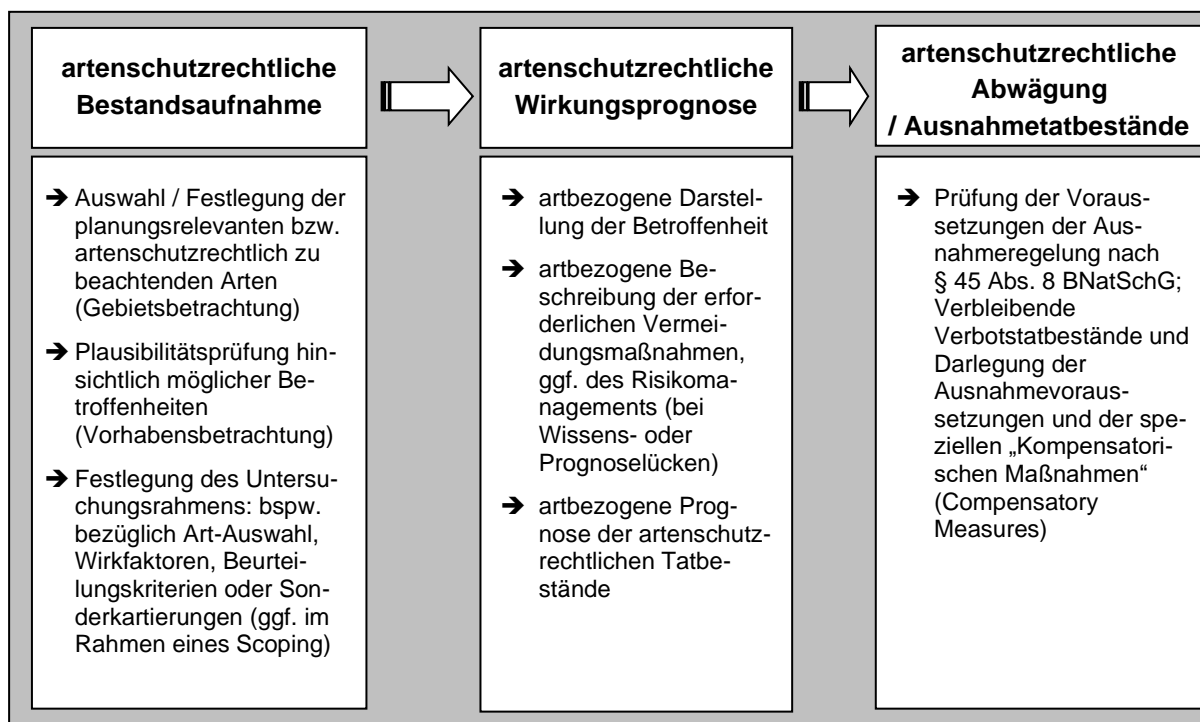 artenschutzrechtliche
Bestandsaufnahme
➔ Auswahl / Festlegung der
planungsrelevanten bzw.
artenschutzrechtlich zu
beachtenden Arten
(Gebietsbetrachtung)
➔ Plausibilitätsprüfung hin-
sichtlich möglicher Be-
troffenheiten
(Vorhabensbetrachtung)
➔ Festlegung des Untersu-
chungsrahmens: bspw.
bezüglich Art-Auswahl,
Wirkfaktoren, Beurtei-
lungskriterien oder Son-
derkartierungen (ggf. im
Rahmen eines Scoping)
artenschutzrechtliche
Wirkungsprognose
➔ artbezogene Darstel-
lung der Betroffenheit
➔ artbezogene Be-
schreibung der erfor-
derlichen Vermei-
dungsmaßnahmen,
ggf. des Risikoma-
nagements (bei
Wissens- oder
Prognoselücken)
➔ artbezogene Prog-
nose der artenschutz-
rechtlichen Tatbe-
stände
artenschutzrechtliche
Abwägung
/ Ausnahmetatbestände
➔ Prüfung der Voraus-
setzungen der Aus-
nahmeregelung nach
§ 45 Abs. 8 BNatSchG;
Verbleibende
Verbotstatbestände und
Darlegung der
Ausnahmevoraus-
setzungen und der spe-
ziellen „Kompensatori-
schen Maßnahmen“
(Compensatory
Measures)